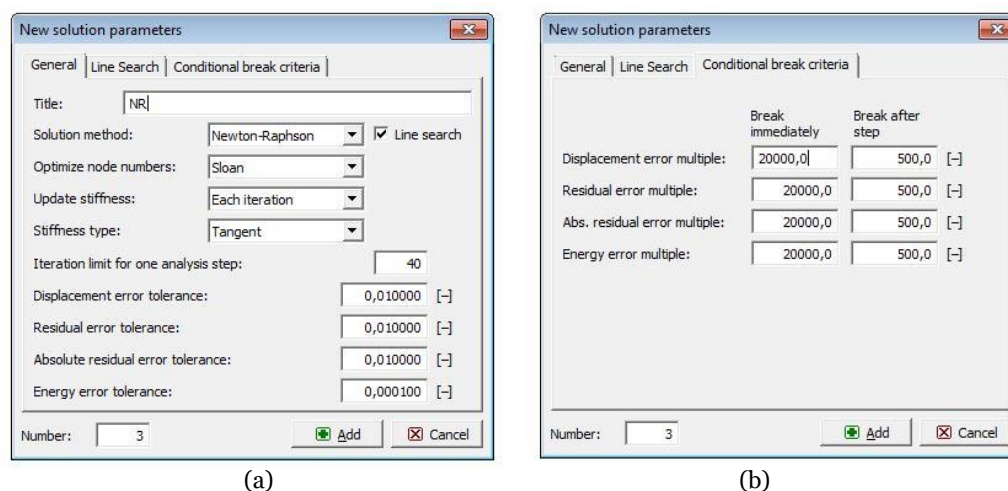 New solution parameters
General Line Search Conditional break criteria
Title: NR
Solution method: Newton-Raphson Line search
Optimize node numbers: Sloan
Update stiffness: Each iteration
Stiffness type: Tangent
Iteration limit for one analysis step: 40
Displacement error tolerance: 0,010000 [–]
Residual error tolerance: 0,010000 [–]
Absolute residual error tolerance: 0,010000 [–]
Energy error tolerance: 0,000100 [–]
Number: 3 Add Cancel
(a)
New solution parameters
General Line Search Conditional break criteria
Break immediately Break after step
Displacement error multiple: 20000,0 500,0 [–]
Residual error multiple: 20000,0 500,0 [–]
Abs. residual error multiple: 20000,0 500,0 [–]
Energy error multiple: 20000,0 500,0 [–]
Number: 3 Add Cancel
(b)